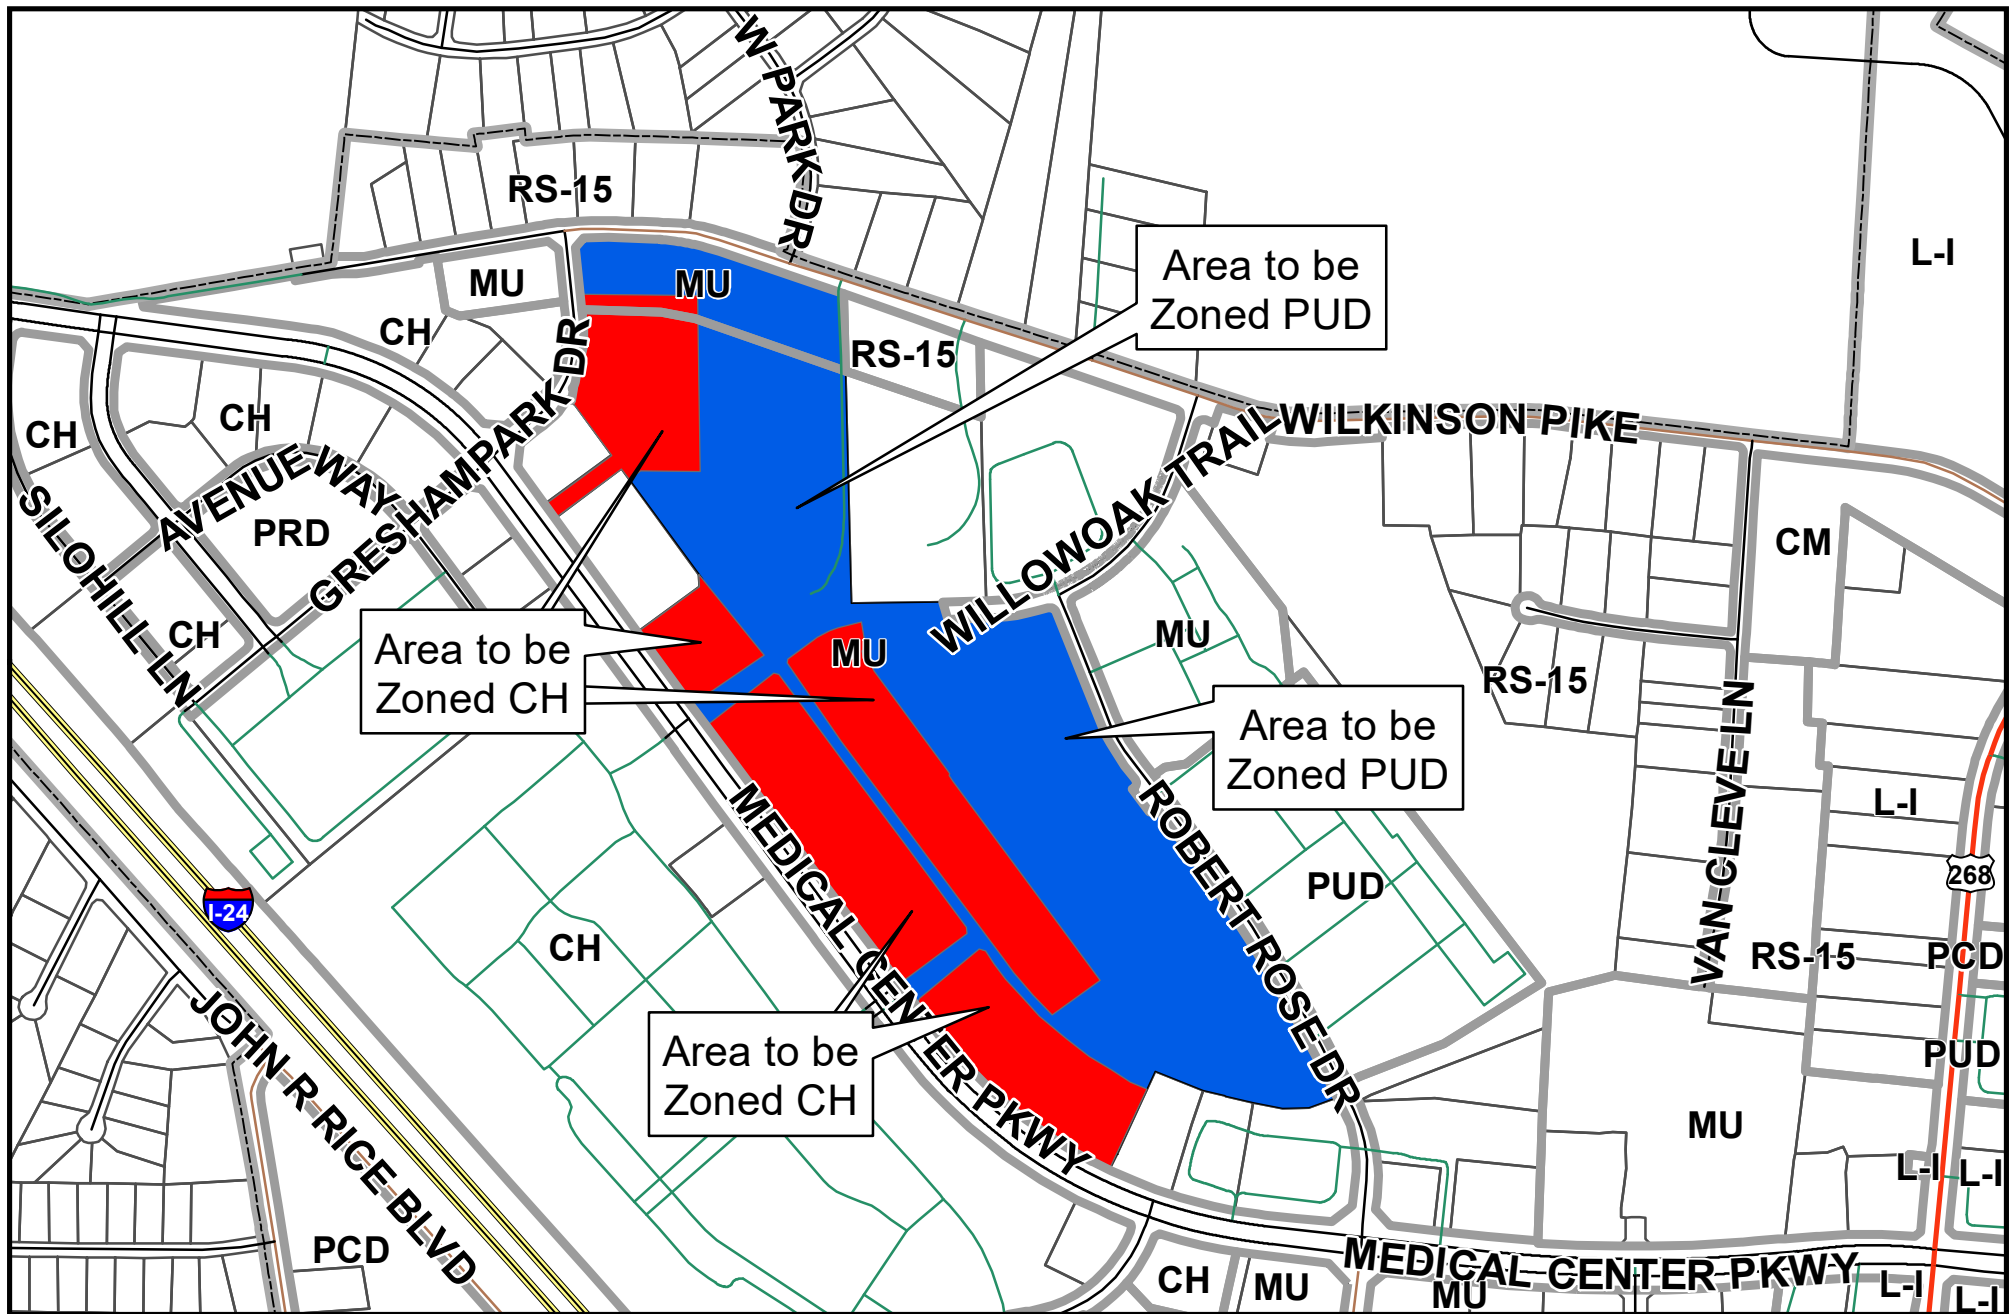 W PARK DR
RS-15
Area to be
Zoned PUD
L-I
MU
MU
CH
RS-15
WILKINSON PIKE
CH
CH
GRESHAMPARK DR
AVENUE WAY
PRD
SILOHILL LN
CH
WILLOWOAK TRAIL
CM
Area to be
Zoned CH
MU
MU
RS-15
Area to be
Zoned PUD
VAN CLEVE LN
L-I
MEDICAL CENTER PKWY
ROBERT ROSE DR
PUD
268
I-24
CH
RS-15
PCD
JOHN R RICE BLVD
Area to be
Zoned CH
PUD
MU
L-I
L-I
PCD
MEDICAL CENTER PKWY
CH
MU
MU
L-I
L-I